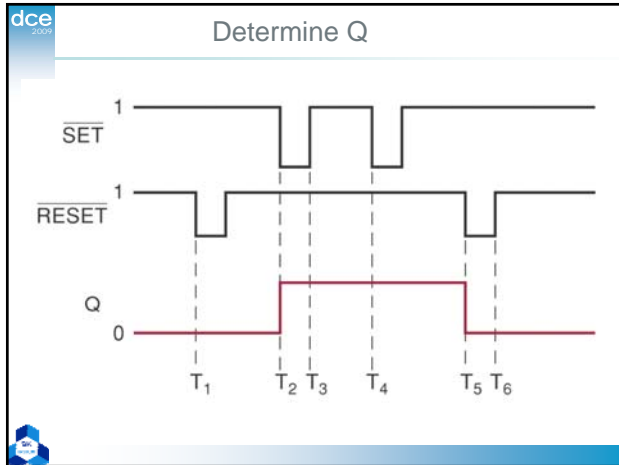 dce
2009
Determine Q
1
SET
1
RESET
Q
0
T1 T2 T3 T4 T5 T6